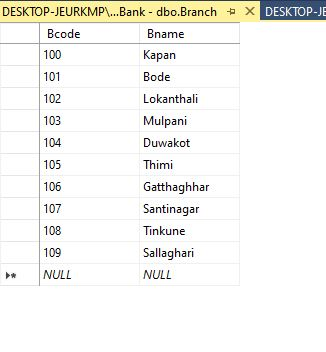 DESKTOP-JEURKMP\...Bank - dbo.Branch DESKTOP-JE
Bcode Bname
100 Kapan
101 Bode
102 Lokanthali
103 Mulpani
104 Duwakot
105 Thimi
106 Gatthaghhar
107 Santinagar
108 Tinkune
109 Sallaghari
NULL NULL